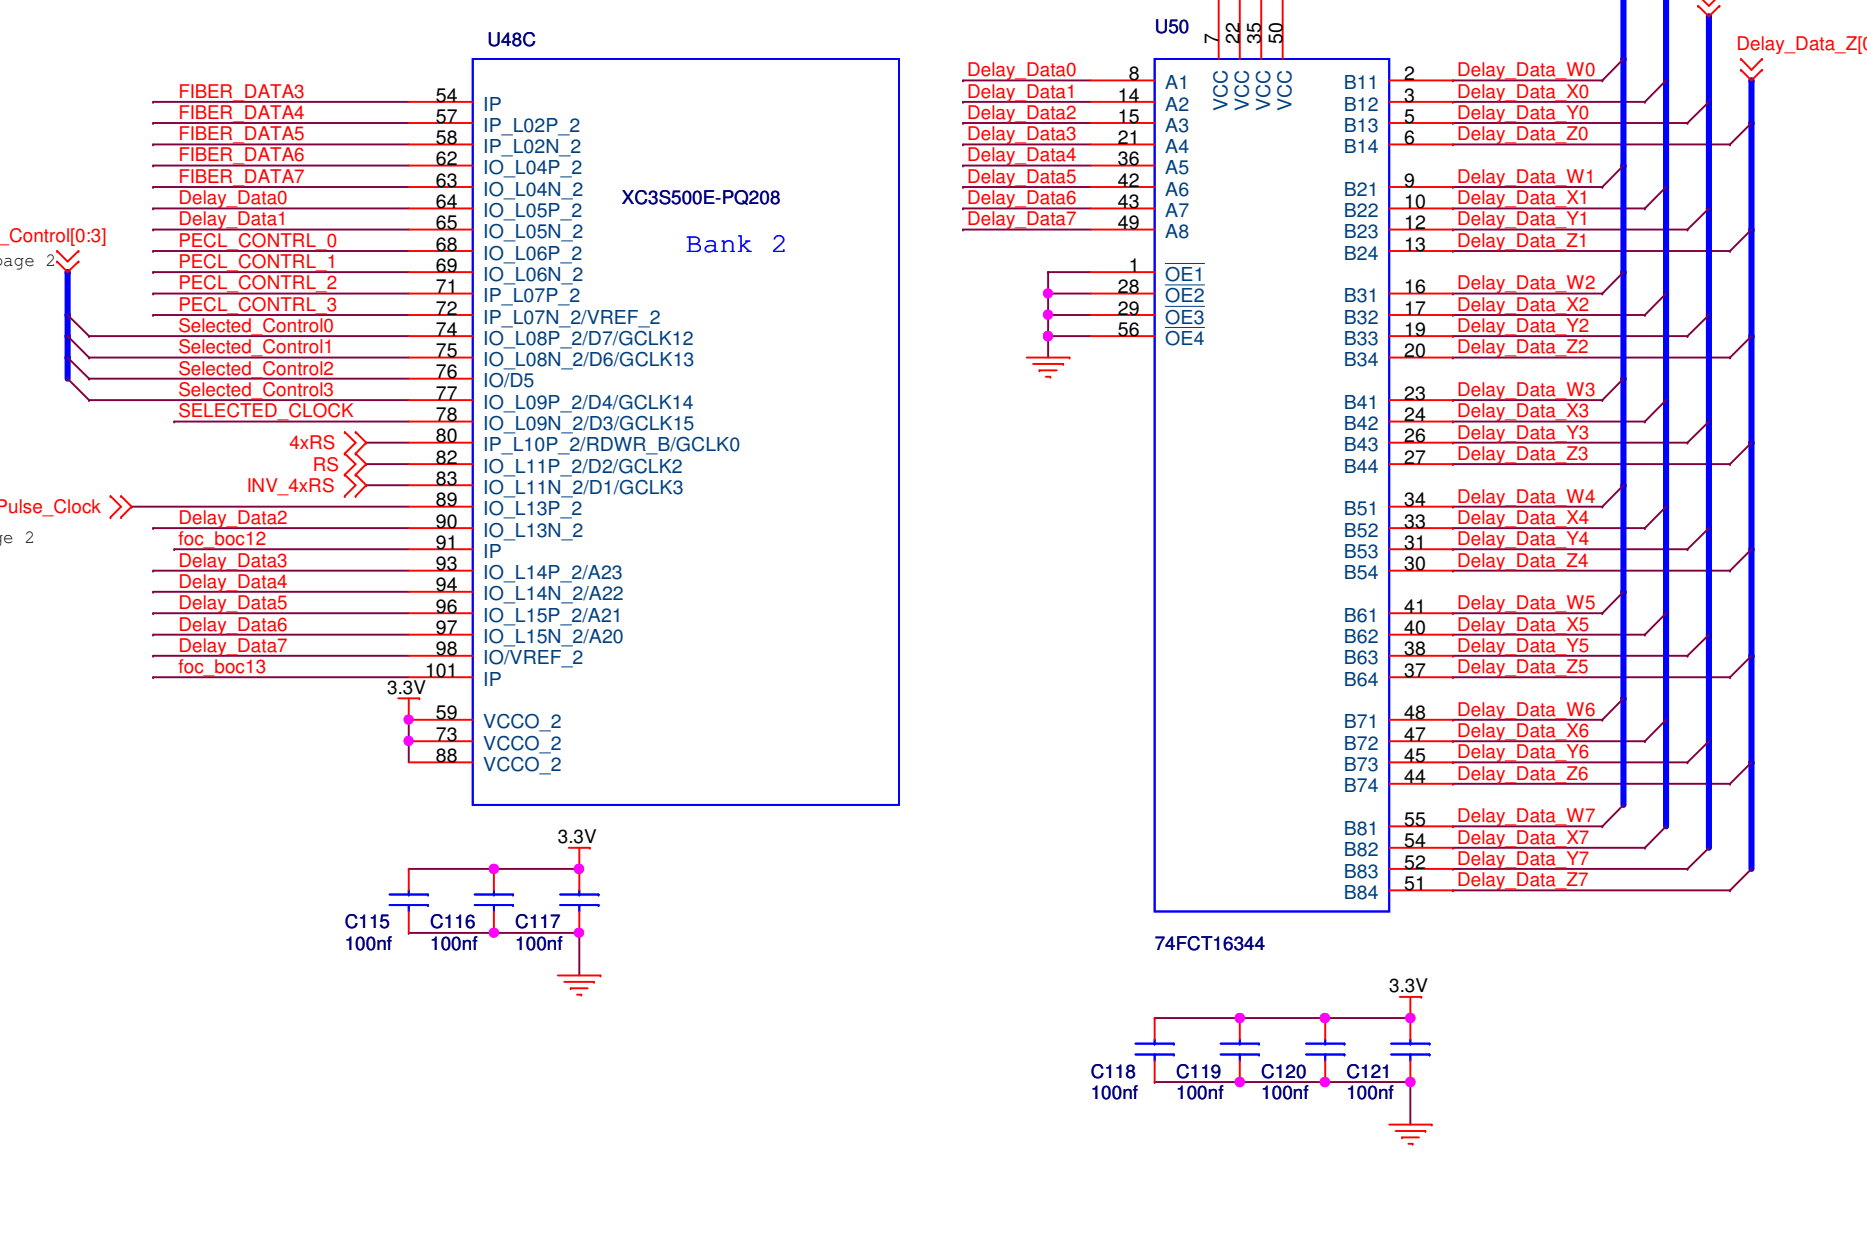 U48C
FIBER_DATA3 54 IP
FIBER_DATA4 57 IP_L02P_2
FIBER_DATA5 58 IP_L02N_2
FIBER_DATA6 62 IO_L04P_2
FIBER_DATA7 63 IO_L04N_2
Delay_Data0 64 IO_L05P_2
Delay_Data1 65 IO_L05N_2
PECL_CONTRL_0 68 IO_L06P_2
PECL_CONTRL_1 69 IO_L06N_2
PECL_CONTRL_2 71 IP_L07P_2
PECL_CONTRL_3 72 IP_L07N_2/VREF_2
Selected_Control0 74 IO_L08P_2/D7/GCLK12
Selected_Control1 75 IO_L08N_2/D6/GCLK13
Selected_Control2 76 IO/D5
Selected_Control3 77 IO_L09P_2/D4/GCLK14
SELECTED_CLOCK 78 IO_L09N_2/D3/GCLK15
4xRS 80 IP_L10P_2/RDWR_B/GCLK0
RS 82 IO_L11P_2/D2/GCLK2
INV_4xRS 83 IO_L11N_2/D1/GCLK3
Pulse_Clock 89 IO_L13P_2
Delay_Data2 90 IO_L13N_2
foc_boc12 91 IP
Delay_Data3 93 IO_L14P_2/A23
Delay_Data4 94 IO_L14N_2/A22
Delay_Data5 96 IO_L15P_2/A21
Delay_Data6 97 IO_L15N_2/A20
Delay_Data7 98 IO/VREF_2
foc_boc13 101 IP
3.3V
59 VCCO_2
73 VCCO_2
88 VCCO_2
XC3S500E-PQ208
Bank 2
_Control[0:3]
page 2
ge 2
3.3V
C115 C116 C117
100nf 100nf 100nf
U50
7 22 35 50
VCC VCC VCC VCC
Delay_Data0 8 A1
Delay_Data1 14 A2
Delay_Data2 15 A3
Delay_Data3 21 A4
Delay_Data4 36 A5
Delay_Data5 42 A6
Delay_Data6 43 A7
Delay_Data7 49 A8
1 OE1
28 OE2
29 OE3
56 OE4
B11 2 Delay_Data_W0
B12 3 Delay_Data_X0
B13 5 Delay_Data_Y0
B14 6 Delay_Data_Z0
B21 9 Delay_Data_W1
B22 10 Delay_Data_X1
B23 12 Delay_Data_Y1
B24 13 Delay_Data_Z1
B31 16 Delay_Data_W2
B32 17 Delay_Data_X2
B33 19 Delay_Data_Y2
B34 20 Delay_Data_Z2
B41 23 Delay_Data_W3
B42 24 Delay_Data_X3
B43 26 Delay_Data_Y3
B44 27 Delay_Data_Z3
B51 34 Delay_Data_W4
B52 33 Delay_Data_X4
B53 31 Delay_Data_Y4
B54 30 Delay_Data_Z4
B61 41 Delay_Data_W5
B62 40 Delay_Data_X5
B63 38 Delay_Data_Y5
B64 37 Delay_Data_Z5
B71 48 Delay_Data_W6
B72 47 Delay_Data_X6
B73 45 Delay_Data_Y6
B74 44 Delay_Data_Z6
B81 55 Delay_Data_W7
B82 54 Delay_Data_X7
B83 52 Delay_Data_Y7
B84 51 Delay_Data_Z7
Delay_Data_Z[0
74FCT16344
3.3V
C118 C119 C120 C121
100nf 100nf 100nf 100nf